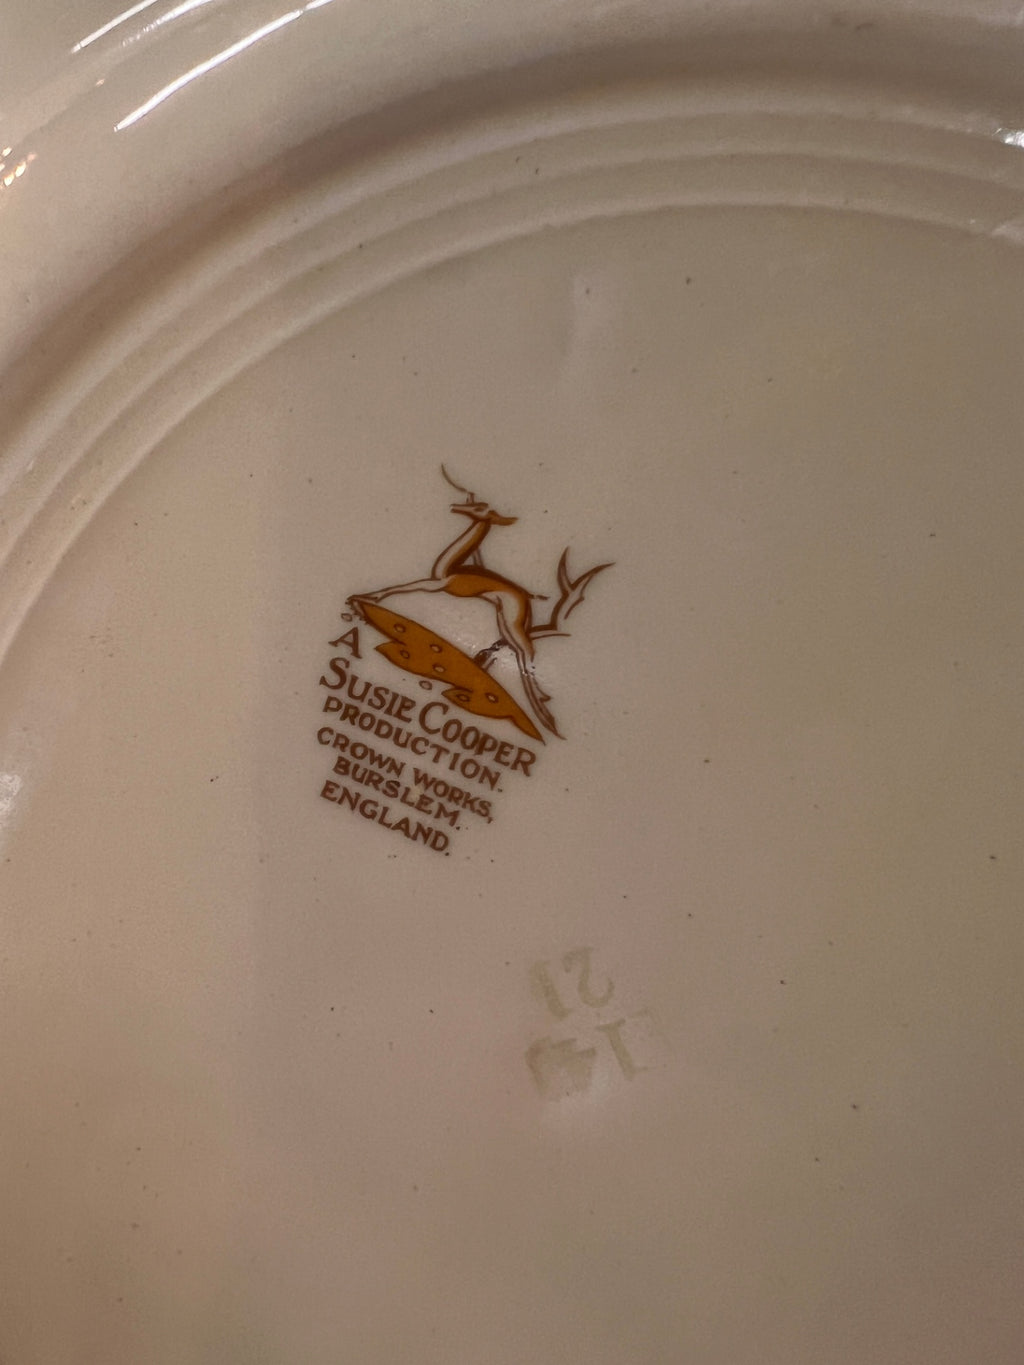 A
SUSIE COOPER
PRODUCTION.
CROWN WORKS,
BURSLEM.
ENGLAND.